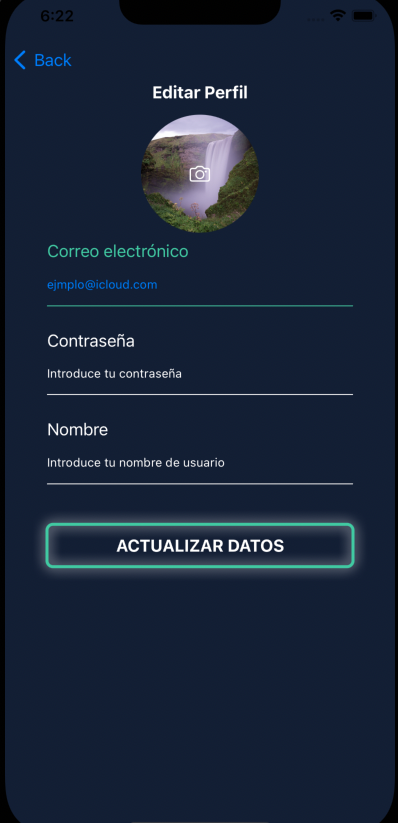 6:22
Back
Editar Perfil
Correo electrónico
ejmplo@icloud.com
Contraseña
Introduce tu contraseña
Nombre
Introduce tu nombre de usuario
ACTUALIZAR DATOS